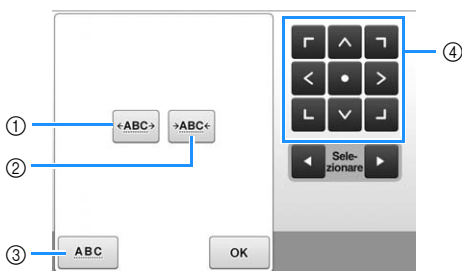 ④
①
←ABC→
→ABC←
Sele-
zionare
②
③
ABC
OK